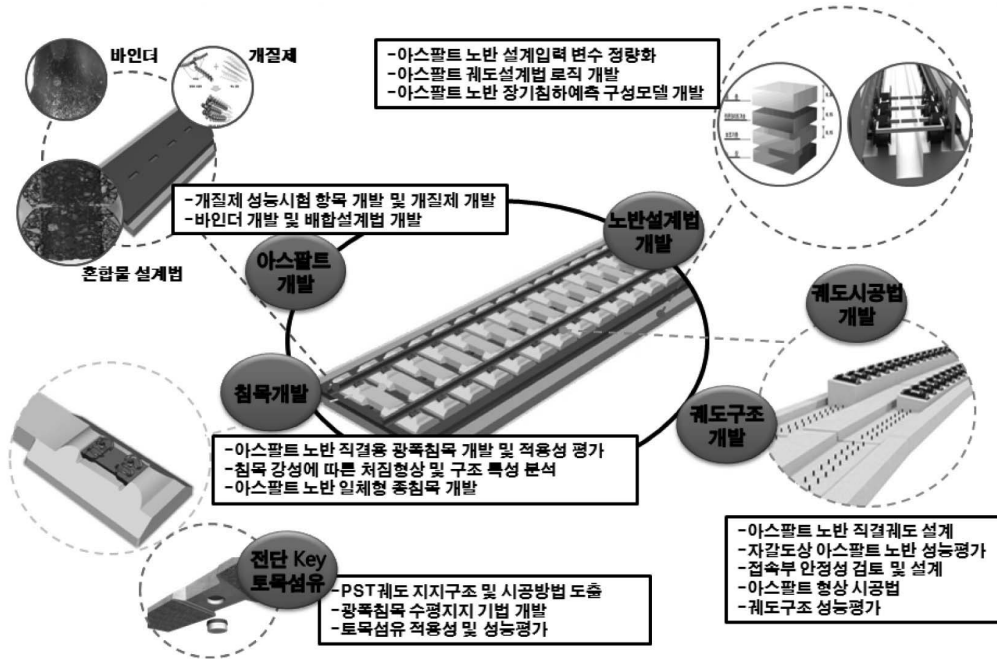 바인더
개질제
혼합물 설계법
-아스팔트 노반 설계입력 변수 정량화
-아스팔트 궤도설계법 로직 개발
-아스팔트 노반 장기침하예측 구성모델 개발
-개질제 성능시험 항목 개발 및 개질제 개발
-바인더 개발 및 배합설계법 개발
아스팔트
개발
노반설계법
개발
궤도시공법
개발
침목개발
궤도구조
개발
-아스팔트 노반 직결용 광폭침목 개발 및 적용성 평가
-침목 강성에 따른 처짐형상 및 구조 특성 분석
-아스팔트 노반 일체형 종침목 개발
전단 Key
토목섬유
-PST궤도 지지구조 및 시공방법 도출
-광폭침목 수평지지 기법 개발
-토목섬유 적용성 및 성능평가
-아스팔트 노반 직결궤도 설계
-자갈도상 아스팔트 노반 성능평가
-접속부 안정성 검토 및 설계
-아스팔트 형상 시공법
-궤도구조 성능평가